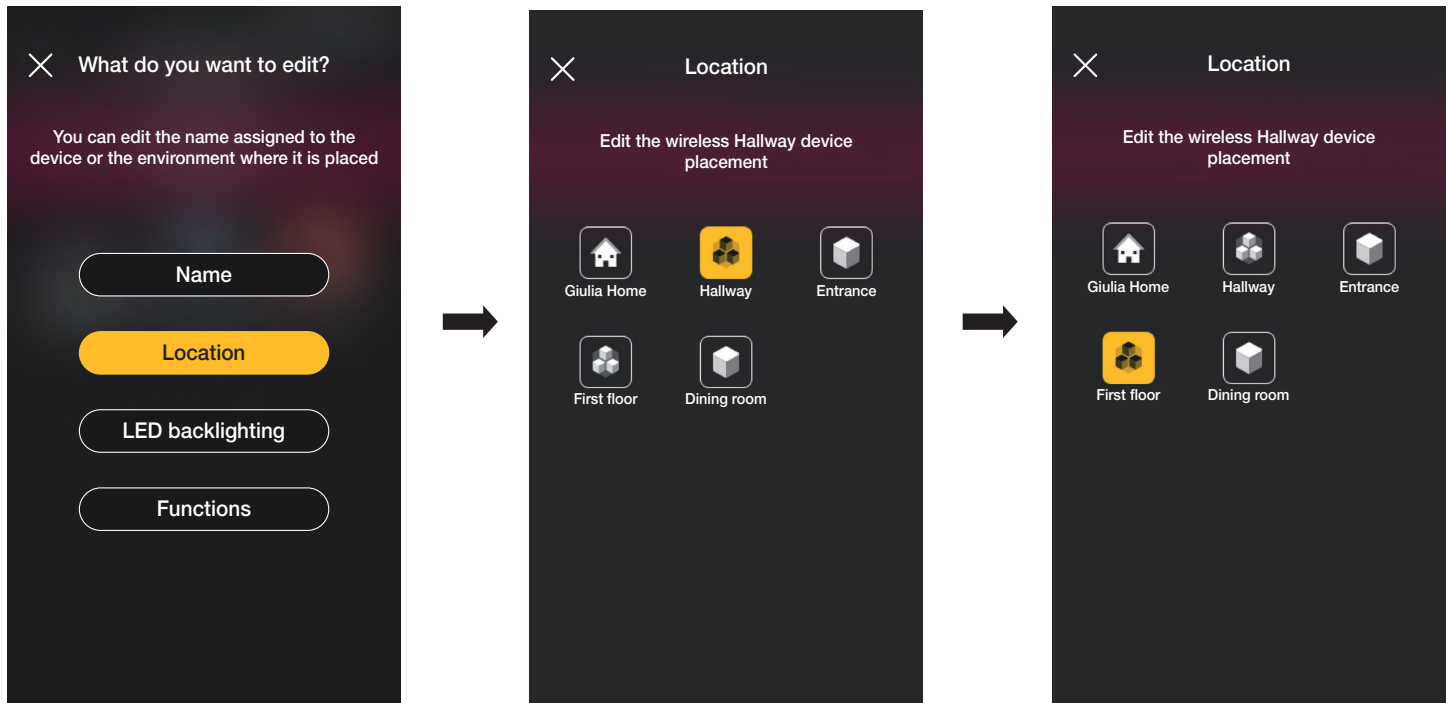 What do you want to edit?
You can edit the name assigned to the
device or the environment where it is placed
Name
Location
LED backlighting
Functions
Location
Edit the wireless Hallway device
placement
Giulia Home
Hallway
Entrance
First floor
Dining room
Location
Edit the wireless Hallway device
placement
Giulia Home
Hallway
Entrance
First floor
Dining room